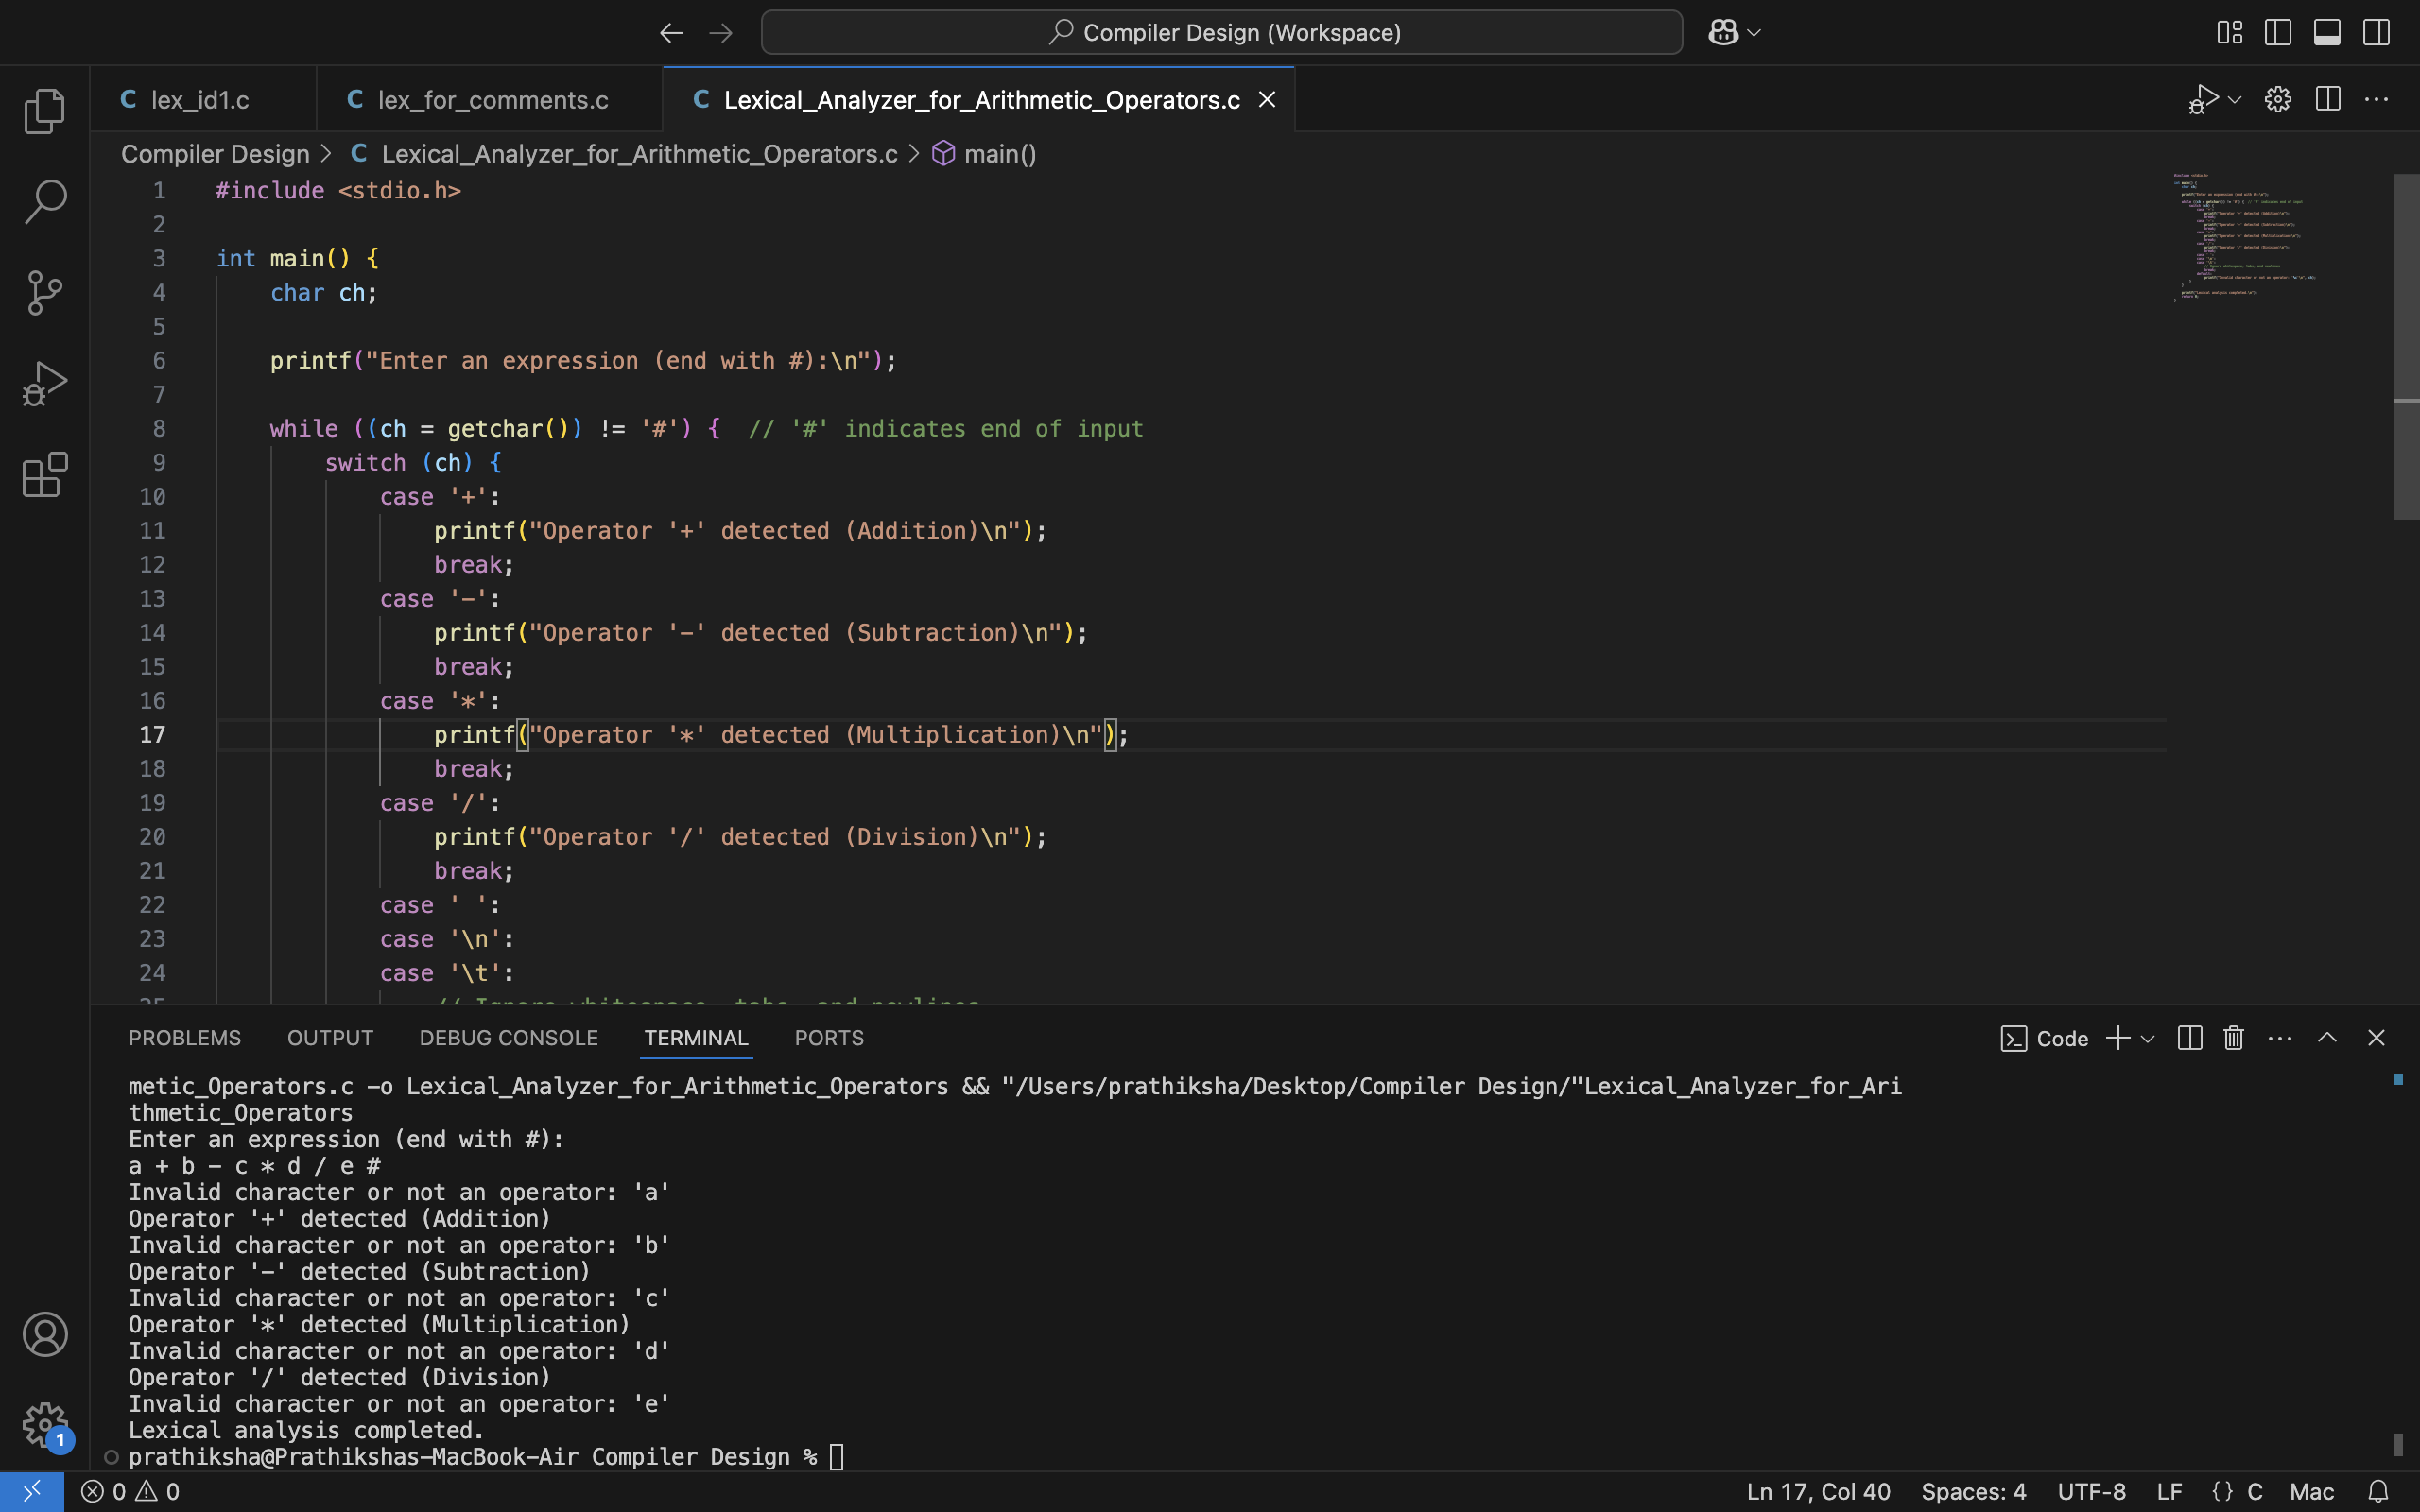 Compiler Design (Workspace)
C lex_id1.c
C lex_for_comments.c
C Lexical_Analyzer_for_Arithmetic_Operators.c
Compiler Design > C Lexical_Analyzer_for_Arithmetic_Operators.c > main()
1 #include <stdio.h>
2
3 int main() {
4 char ch;
5
6 printf("Enter an expression (end with #):\n");
7
8 while ((ch = getchar()) != '#') { // '#' indicates end of input
9 switch (ch) {
10 case '+':
11 printf("Operator '+' detected (Addition)\n");
12 break;
13 case '-':
14 printf("Operator '-' detected (Subtraction)\n");
15 break;
16 case '*':
17 printf("Operator '*' detected (Multiplication)\n");
18 break;
19 case '/':
20 printf("Operator '/' detected (Division)\n");
21 break;
22 case ' ':
23 case '\n':
24 case '\t':
25 // Ignore whitespace, tabs, and newlines
PROBLEMS OUTPUT DEBUG CONSOLE TERMINAL PORTS
Code
metic_Operators.c -o Lexical_Analyzer_for_Arithmetic_Operators && "/Users/prathiksha/Desktop/Compiler Design/"Lexical_Analyzer_for_Ari
thmetic_Operators
Enter an expression (end with #):
a + b - c * d / e #
Invalid character or not an operator: 'a'
Operator '+' detected (Addition)
Invalid character or not an operator: 'b'
Operator '-' detected (Subtraction)
Invalid character or not an operator: 'c'
Operator '*' detected (Multiplication)
Invalid character or not an operator: 'd'
Operator '/' detected (Division)
Invalid character or not an operator: 'e'
Lexical analysis completed.
prathiksha@Prathikshas-MacBook-Air Compiler Design %
1
0 0
Ln 17, Col 40 Spaces: 4 UTF-8 LF {} C Mac